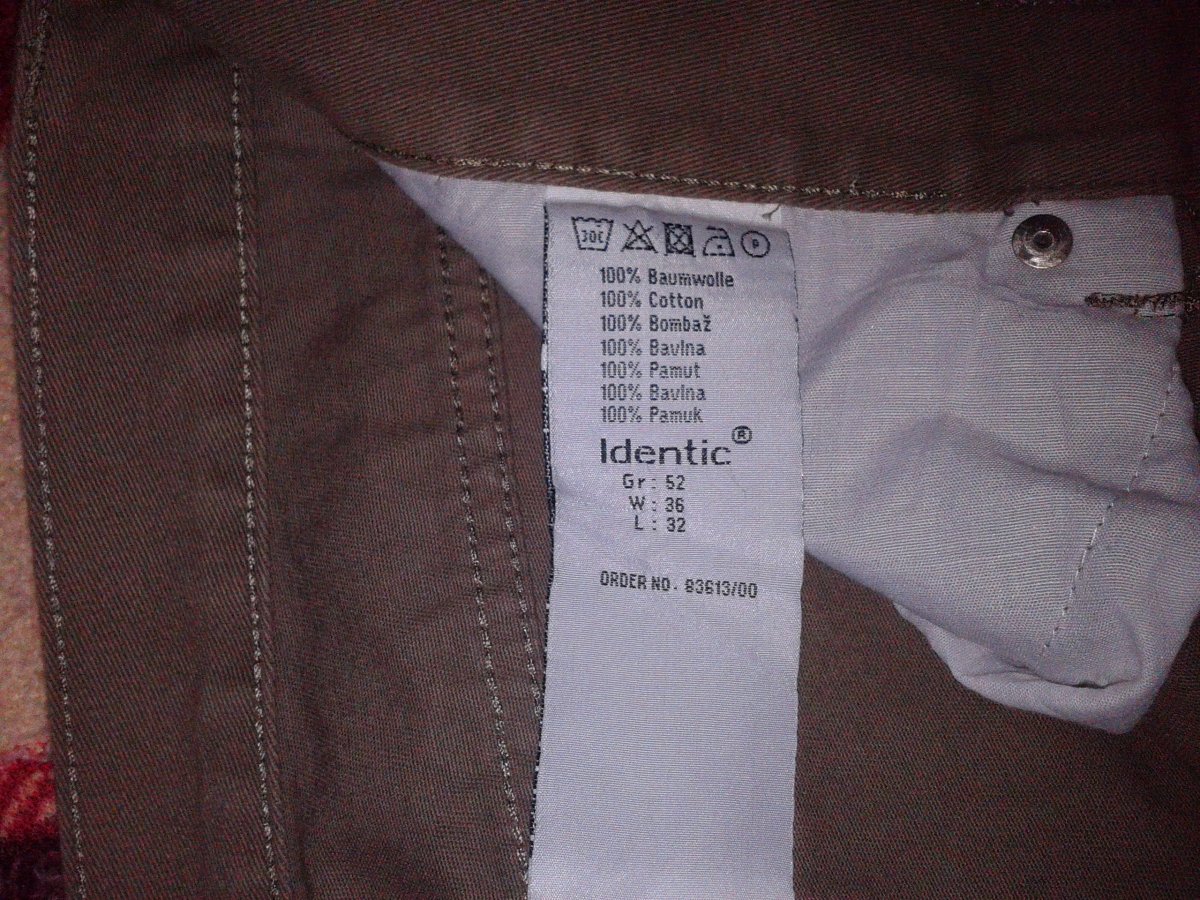 30C
P
100% Baumwolle
100% Cotton
100% Bombaž
100% Bavlna
100% Pamut
100% Bavlna
100% Pamuk
Identic®
Gr: 52
W: 36
L: 32
ORDER NO. 83613/00